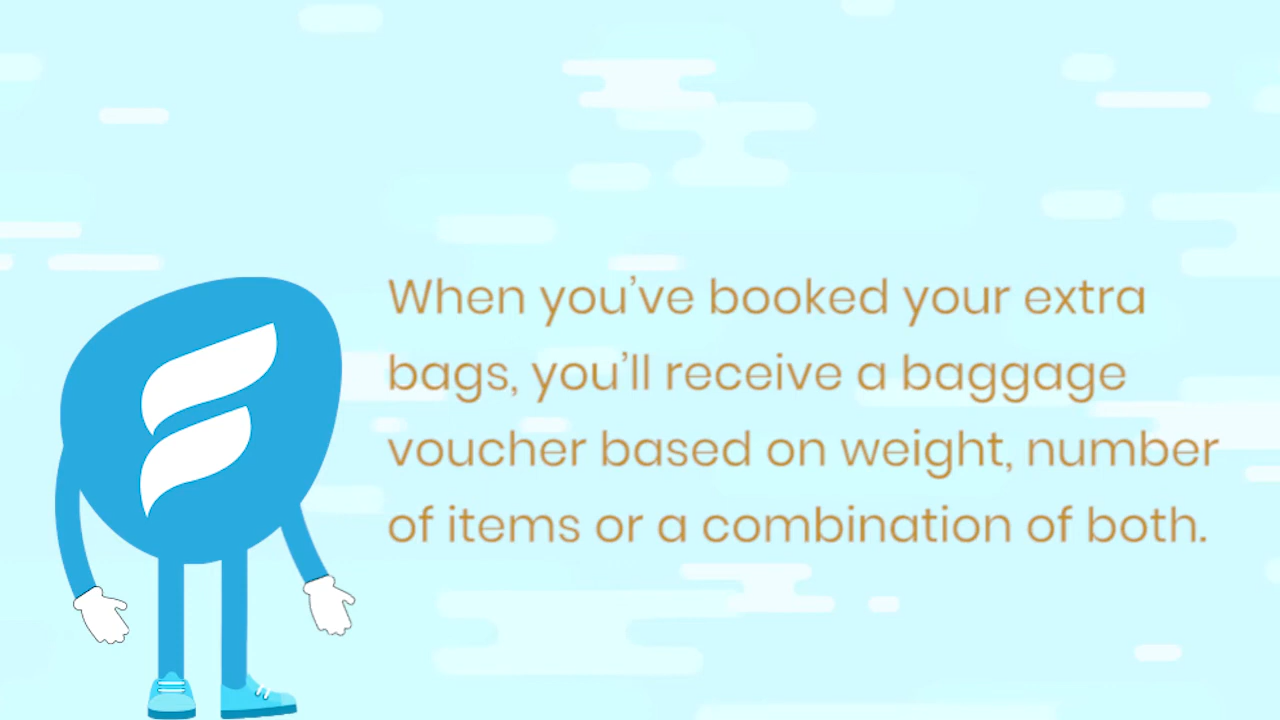 When you’ve booked your extra
bags, you’ll receive a baggage
voucher based on weight, number
of items or a combination of both.